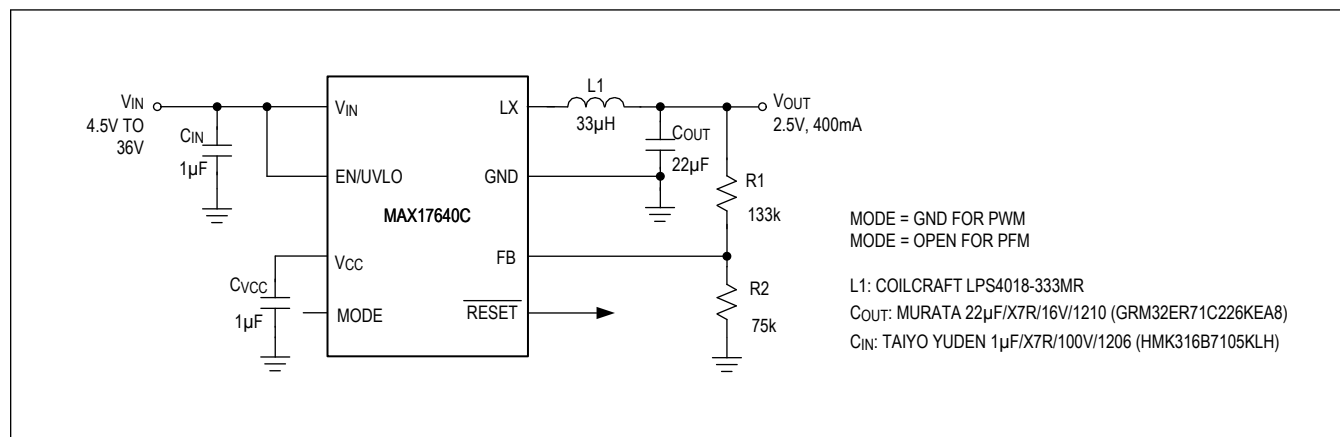 VIN
4.5V TO
36V
CIN
1µF
VIN
EN/UVLO
VCC
CVCC
1µF
MODE
MAX17640C
LX
GND
FB
RESET
L1
33µH
COUT
22µF
VOUT
2.5V, 400mA
R1
133k
R2
75k
MODE = GND FOR PWM
MODE = OPEN FOR PFM
L1: COILCRAFT LPS4018-333MR
COUT: MURATA 22µF/X7R/16V/1210 (GRM32ER71C226KEA8)
CIN: TAIYO YUDEN 1µF/X7R/100V/1206 (HMK316B7105KLH)